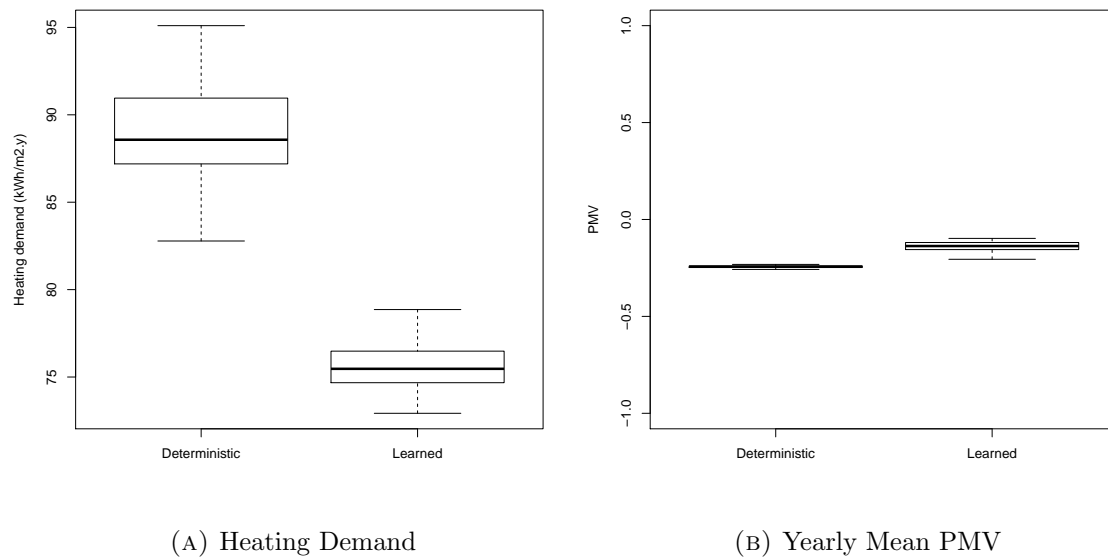 Heating demand (kWh/m2.y)
95
90
85
80
75
Deterministic
Learned
(A) Heating Demand
PMV
1.0
0.5
0.0
−0.5
−1.0
Deterministic
Learned
(B) Yearly Mean PMV